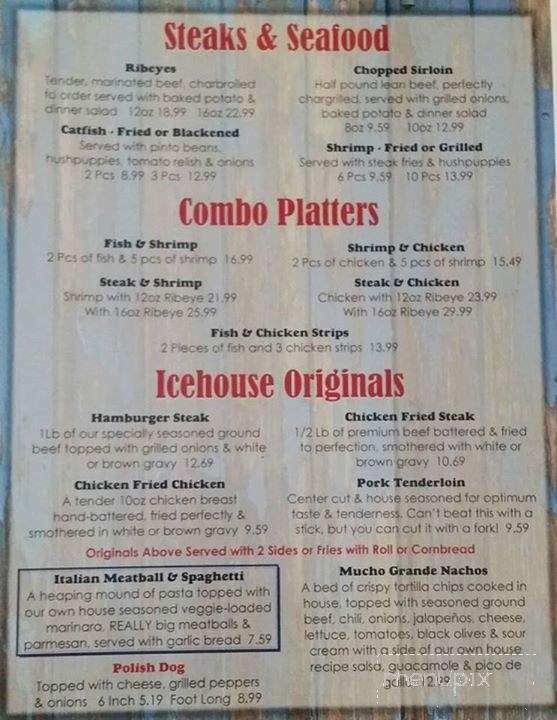 Steaks & Seafood
Ribeyes
Tender, marinated beef, charbroiled
to order served with baked potato &
dinner salad 12oz 18.99 16oz 22.99
Catfish - Fried or Blackened
Served with pinto beans,
hushpuppies, tomato relish & onions
2 Pcs 8.99 3 Pcs 12.99
Chopped Sirloin
Half pound lean beef, perfectly
chargrilled, served with grilled onions,
baked potato & dinner salad
8oz 9.59 10oz 12.99
Shrimp - Fried or Grilled
Served with steak fries & hushpuppies
6 Pcs 9.59 10 Pcs 13.99
Combo Platters
Fish & Shrimp
2 Pcs of fish & 5 pcs of shrimp 16.99
Steak & Shrimp
Shrimp with 12oz Ribeye 21.99
With 16oz Ribeye 25.99
Shrimp & Chicken
2 Pcs of chicken & 5 pcs of shrimp 15.49
Steak & Chicken
Chicken with 12oz Ribeye 23.99
With 16oz Ribeye 29.99
Fish & Chicken Strips
2 Pieces of fish and 3 chicken strips 13.99
Icehouse Originals
Hamburger Steak
1Lb of our specially seasoned ground
beef topped with grilled onions & white
or brown gravy 12.69
Chicken Fried Chicken
A tender 10oz chicken breast
hand-battered, fried perfectly &
smothered in white or brown gravy 9.59
Chicken Fried Steak
1/2 Lb of premium beef battered & fried
to perfection, smothered with white or
brown gravy 10.69
Pork Tenderloin
Center cut & house seasoned for optimum
taste & tenderness. Can't beat this with a
stick, but you can cut it with a fork! 9.59
Originals Above Served with 2 Sides or Fries with Roll or Cornbread
Italian Meatball & Spaghetti
A heaping mound of pasta topped with
our own house seasoned veggie-loaded
marinara, REALLY big meatballs &
parmesan, served with garlic bread 7.59
Polish Dog
Topped with cheese, grilled peppers
& onions 6 Inch 5.19 Foot Long 8.99
Mucho Grande Nachos
A bed of crispy tortilla chips cooked in
house, topped with seasoned ground
beef, chili, onions, jalapeños, cheese,
lettuce, tomatoes, black olives & sour
cream with a side of our own house
recipe salsa, guacamole & pico de
gallo 12.99
menupix